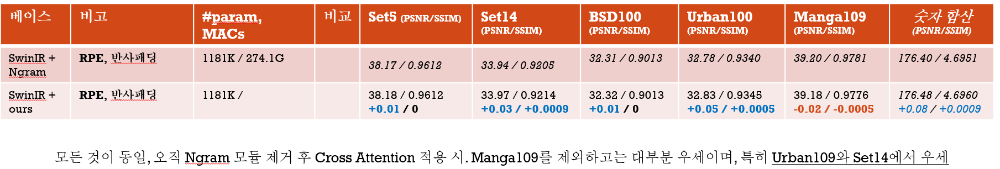 베이스 비고 #param, MACs 비교 Set5 (PSNR/SSIM) Set14 (PSNR/SSIM) BSD100 (PSNR/SSIM) Urban100 (PSNR/SSIM) Manga109 (PSNR/SSIM) 숫자 합산 (PSNR/SSIM)
SwinIR + Ngram RPE, 반사패딩 1181K / 274.1G 38.17 / 0.9612 33.94 / 0.9205 32.31 / 0.9013 32.78 / 0.9340 39.20 / 0.9781 176.40 / 4.6951
SwinIR + ours RPE, 반사패딩 1181K / 38.18 / 0.9612 33.97 / 0.9214 32.32 / 0.9013 32.83 / 0.9345 39.18 / 0.9776 176.48 / 4.6960
+0.01 / 0 +0.03 / +0.0009 +0.01 / 0 +0.05 / +0.0005 -0.02 / -0.0005 +0.08 / +0.0009
모든 것이 동일, 오직 Ngram 모듈 제거 후 Cross Attention 적용 시. Manga109를 제외하고는 대부분 우세이며, 특히 Urban109와 Set14에서 우세